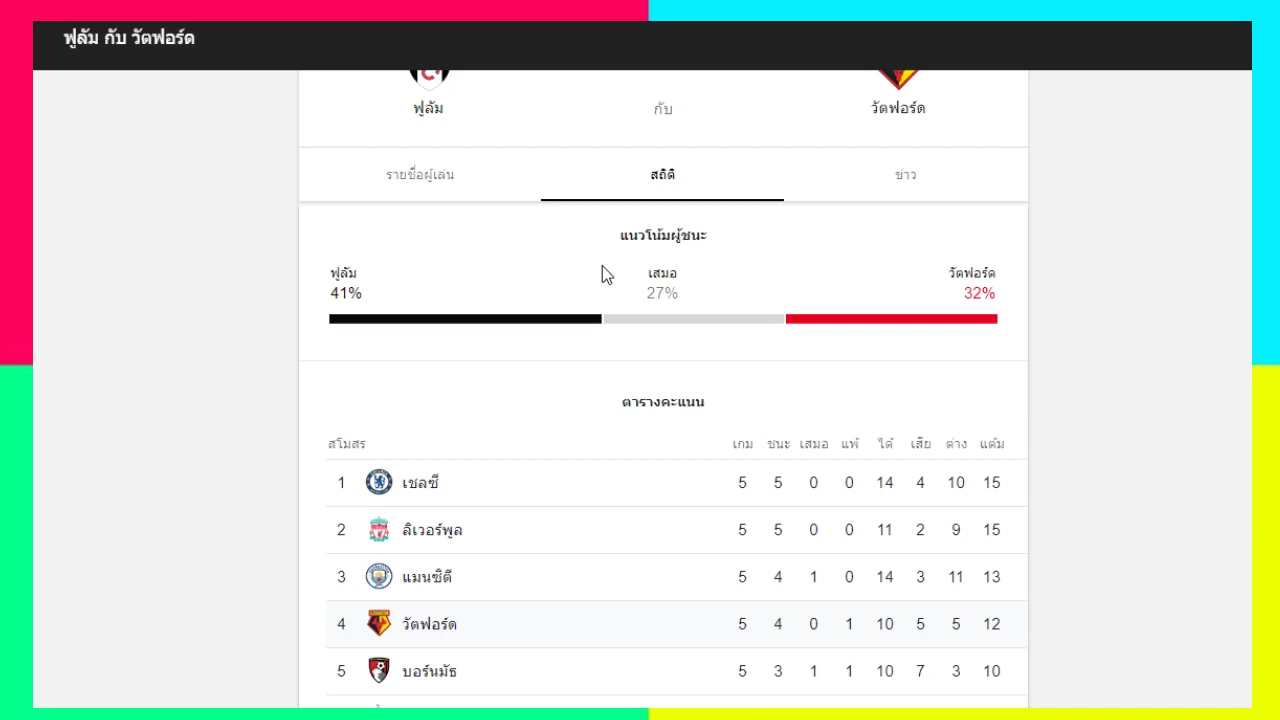 ฟูลัม กับ วัตฟอร์ด
ฟูลัม กับ วัตฟอร์ด
รายชื่อผู้เล่น สถิติ ข่าว
แนวโน้มผู้ชนะ
ฟูลัม เสมอ วัตฟอร์ด
41% 27% 32%
ตารางคะแนน
สโมสร เกม ชนะ เสมอ แพ้ ได้ เสีย ต่าง แต้ม
1 เชลซี 5 5 0 0 14 4 10 15
2 ลิเวอร์พูล 5 5 0 0 11 2 9 15
3 แมนซิตี 5 4 1 0 14 3 11 13
4 วัตฟอร์ด 5 4 0 1 10 5 5 12
5 บอร์นมัธ 5 3 1 1 10 7 3 10